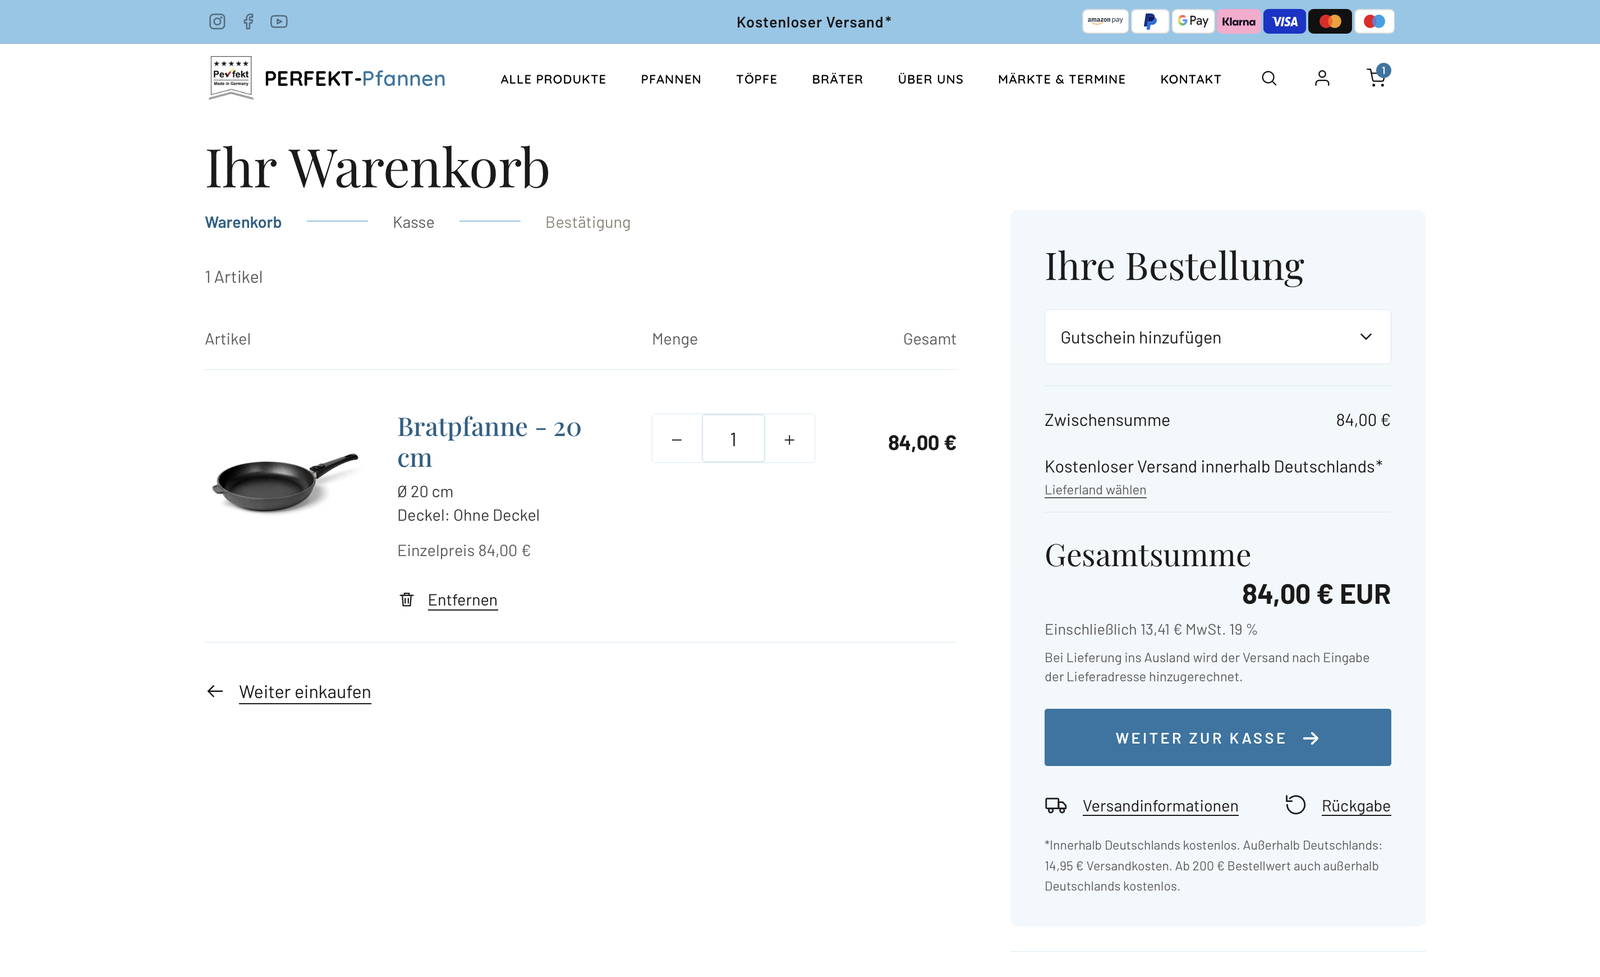 Kostenloser Versand*
amazon pay
G Pay
Klarna
VISA
Perfekt
Made in Germany
PERFEKT-Pfannen
ALLE PRODUKTE
PFANNEN
TÖPFE
BRÄTER
ÜBER UNS
MÄRKTE & TERMINE
KONTAKT
1
Ihr Warenkorb
Warenkorb
Kasse
Bestätigung
1 Artikel
Artikel
Menge
Gesamt
Bratpfanne - 20
cm
Ø 20 cm
Deckel: Ohne Deckel
Einzelpreis 84,00 €
Entfernen
− 1 +
84,00 €
Weiter einkaufen
Ihre Bestellung
Gutschein hinzufügen
Zwischensumme 84,00 €
Kostenloser Versand innerhalb Deutschlands*
Lieferland wählen
Gesamtsumme
84,00 € EUR
Einschließlich 13,41 € MwSt. 19 %
Bei Lieferung ins Ausland wird der Versand nach Eingabe
der Lieferadresse hinzugerechnet.
WEITER ZUR KASSE
Versandinformationen
Rückgabe
*Innerhalb Deutschlands kostenlos. Außerhalb Deutschlands:
14,95 € Versandkosten. Ab 200 € Bestellwert auch außerhalb
Deutschlands kostenlos.